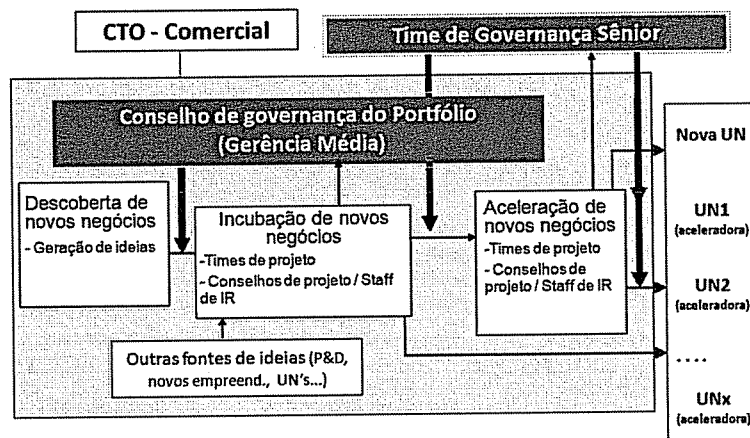 CTO - Comercial
Time de Governança Sênior
Conselho de governança do Portfólio
(Gerência Média)
Descoberta de
novos negócios
- Geração de ideias
Incubação de novos
negócios
-Times de projeto
- Conselhos de projeto / Staff
de IR
Aceleração de
novos negócios
- Times de projeto
- Conselhos de
projeto / Staff de IR
Outras fontes de ideias (P&D,
novos empreend., UN's...)
Nova UN
UN1
(aceleradora)
UN2
(aceleradora)
....
UNx
(aceleradora)